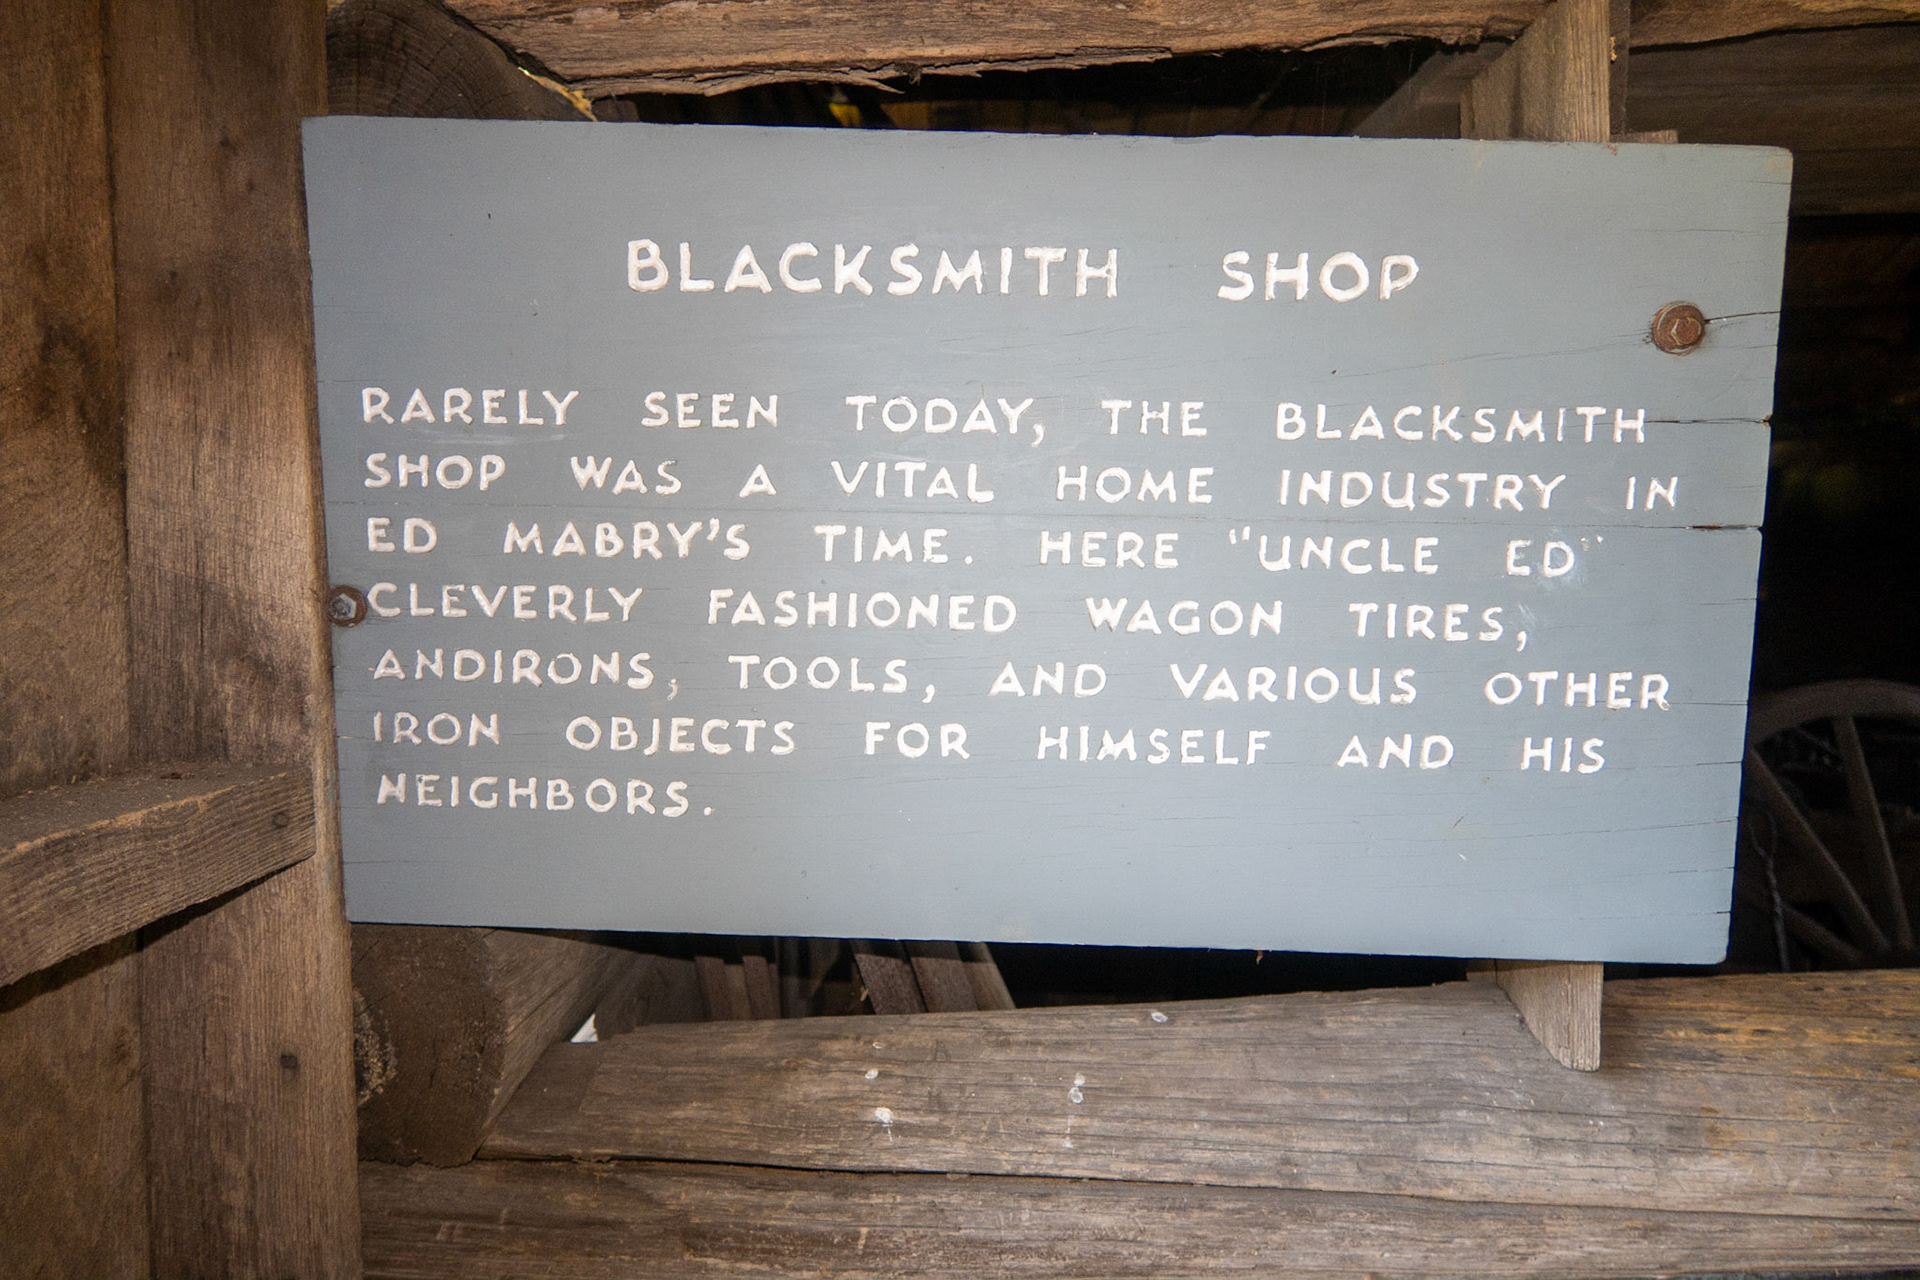 BLACKSMITH SHOP
RARELY SEEN TODAY, THE BLACKSMITH
SHOP WAS A VITAL HOME INDUSTRY IN
ED MABRY'S TIME. HERE "UNCLE ED"
CLEVERLY FASHIONED WAGON TIRES,
ANDIRONS, TOOLS, AND VARIOUS OTHER
IRON OBJECTS FOR HIMSELF AND HIS
NEIGHBORS.